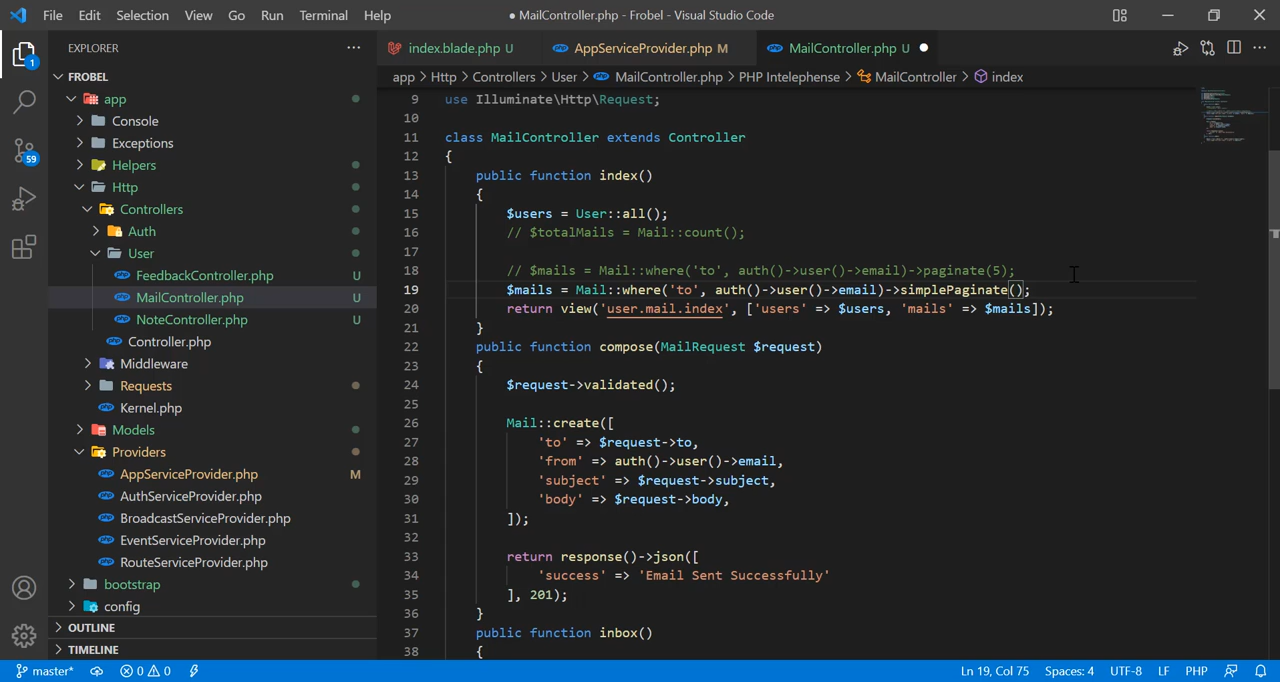 File Edit Selection View Go Run Terminal Help
● MailController.php - Frobel - Visual Studio Code
EXPLORER
FROBEL
app
Console
Exceptions
Helpers
Http
Controllers
Auth
User
FeedbackController.php U
MailController.php U
NoteController.php U
Controller.php
Middleware
Requests
Kernel.php
Models
Providers
AppServiceProvider.php M
AuthServiceProvider.php
BroadcastServiceProvider.php
EventServiceProvider.php
RouteServiceProvider.php
bootstrap
config
OUTLINE
TIMELINE
1
59
index.blade.php U
AppServiceProvider.php M
MailController.php U
app > Http > Controllers > User > MailController.php > PHP Intelephense > MailController > index
9 use Illuminate\Http\Request;
10
11 class MailController extends Controller
12 {
13 public function index()
14 {
15 $users = User::all();
16 // $totalMails = Mail::count();
17
18 // $mails = Mail::where('to', auth()->user()->email)->paginate(5);
19 $mails = Mail::where('to', auth()->user()->email)->simplePaginate();
20 return view('user.mail.index', ['users' => $users, 'mails' => $mails]);
21 }
22 public function compose(MailRequest $request)
23 {
24 $request->validated();
25
26 Mail::create([
27 'to' => $request->to,
28 'from' => auth()->user()->email,
29 'subject' => $request->subject,
30 'body' => $request->body,
31 ]);
32
33 return response()->json([
34 'success' => 'Email Sent Successfully'
35 ], 201);
36 }
37 public function inbox()
38 {
master* 0 0 Ln 19, Col 75 Spaces: 4 UTF-8 LF PHP